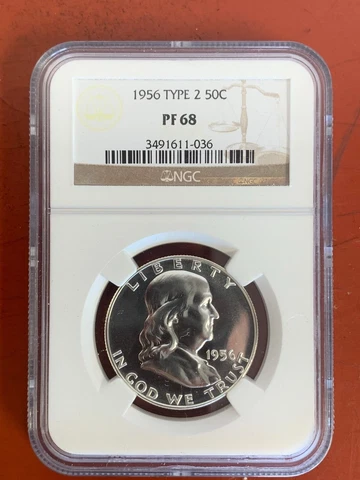 1956 TYPE 2 50C
PF 68
3491611-036
NGC
LIBERTY
1956
IN GOD WE TRUST